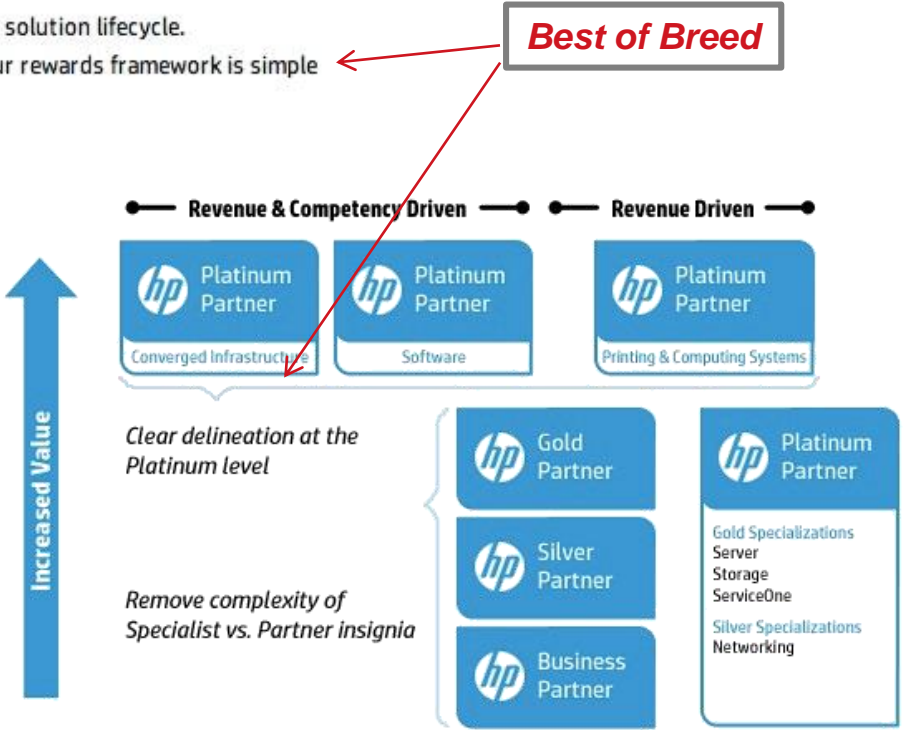 solution lifecycle.
rewards framework is simple
Best of Breed
Revenue & Competency Driven
Revenue Driven
hp Platinum
Partner
Converged Infrastructure
hp Platinum
Partner
Software
hp Platinum
Partner
Printing & Computing Systems
Increased Value
Clear delineation at the
Platinum level
Remove complexity of
Specialist vs. Partner insignia
hp Gold
Partner
hp Silver
Partner
hp Business
Partner
hp Platinum
Partner
Gold Specializations
Server
Storage
ServiceOne
Silver Specializations
Networking